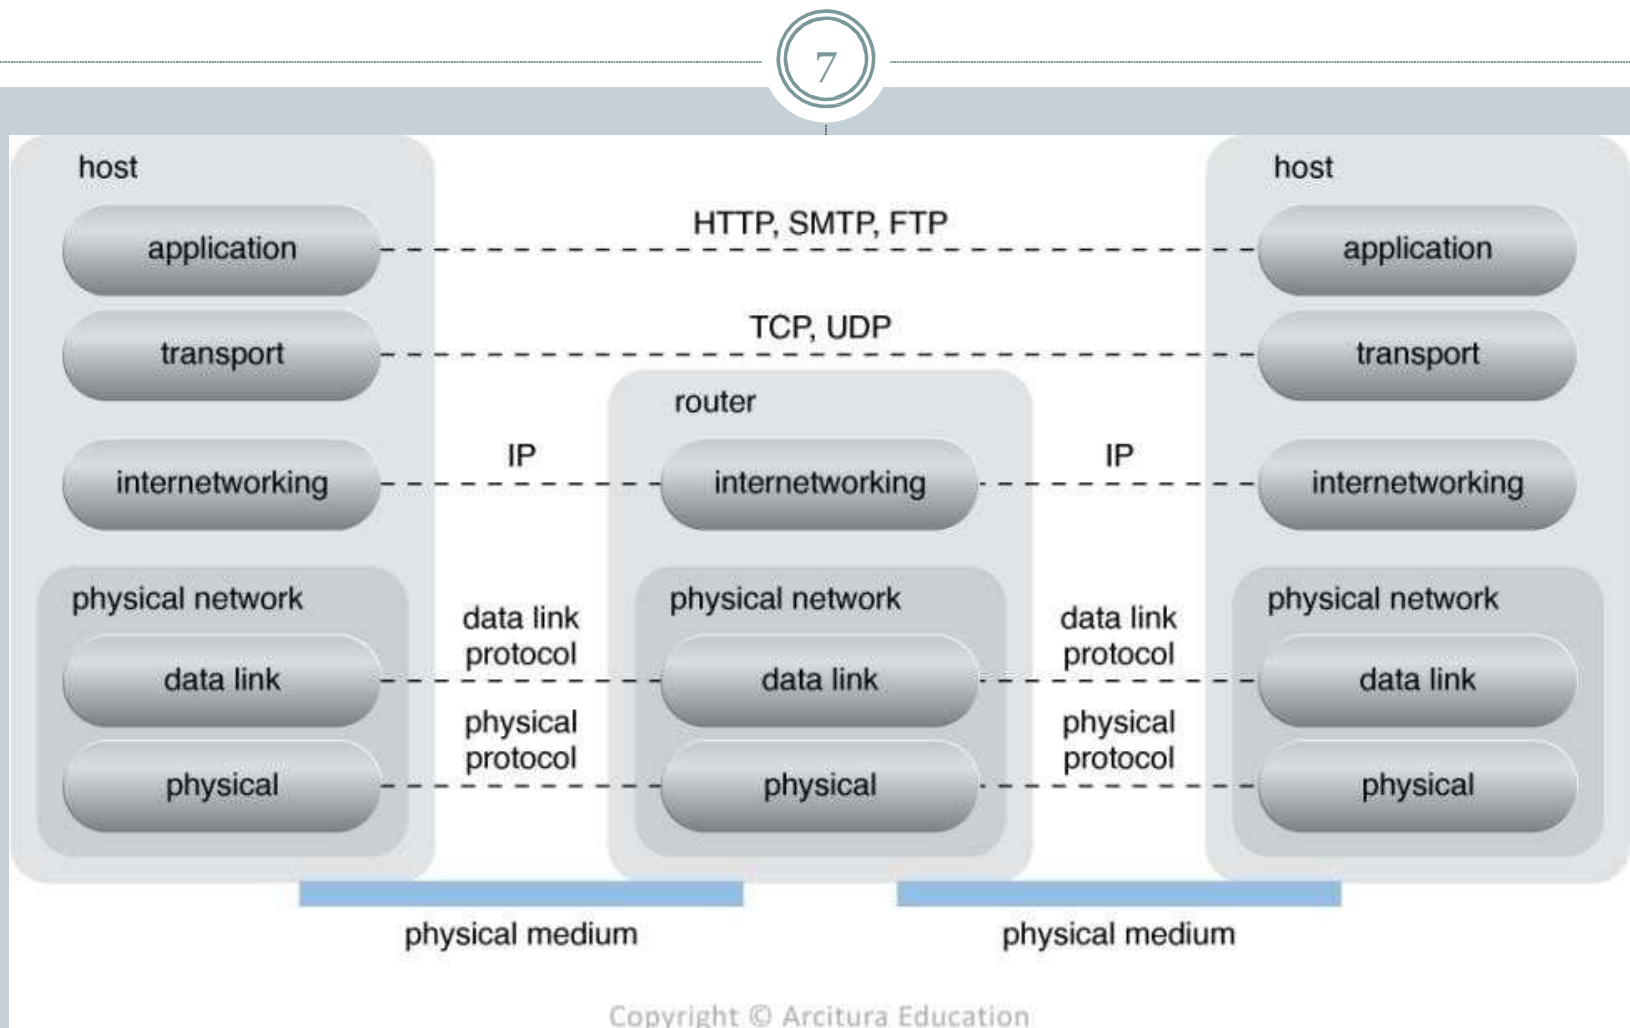 7
host
host
HTTP, SMTP, FTP
application
application
TCP, UDP
transport
transport
router
IP
IP
internetworking
internetworking
internetworking
physical network
physical network
physical network
data link
protocol
data link
protocol
data link
data link
data link
physical
protocol
physical
protocol
physical
physical
physical
physical medium
physical medium
Copyright © Arcitura Education